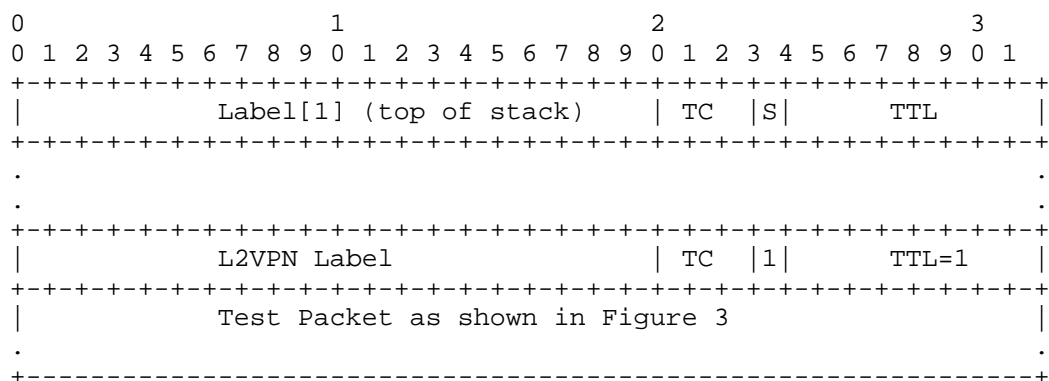 0                   1                   2                   3
0 1 2 3 4 5 6 7 8 9 0 1 2 3 4 5 6 7 8 9 0 1 2 3 4 5 6 7 8 9 0 1
+-+-+-+-+-+-+-+-+-+-+-+-+-+-+-+-+-+-+-+-+-+-+-+-+-+-+-+-+-+-+-+-+
|            Label[1] (top of stack)    | TC  |S|      TTL      |
+-+-+-+-+-+-+-+-+-+-+-+-+-+-+-+-+-+-+-+-+-+-+-+-+-+-+-+-+-+-+-+-+
.                                                               .
.                                                               .
+-+-+-+-+-+-+-+-+-+-+-+-+-+-+-+-+-+-+-+-+-+-+-+-+-+-+-+-+-+-+-+-+
|            L2VPN Label                | TC  |1|      TTL=1    |
+-+-+-+-+-+-+-+-+-+-+-+-+-+-+-+-+-+-+-+-+-+-+-+-+-+-+-+-+-+-+-+-+
|            Test Packet as shown in Figure 3                   |
.                                                               .
+---------------------------------------------------------------+